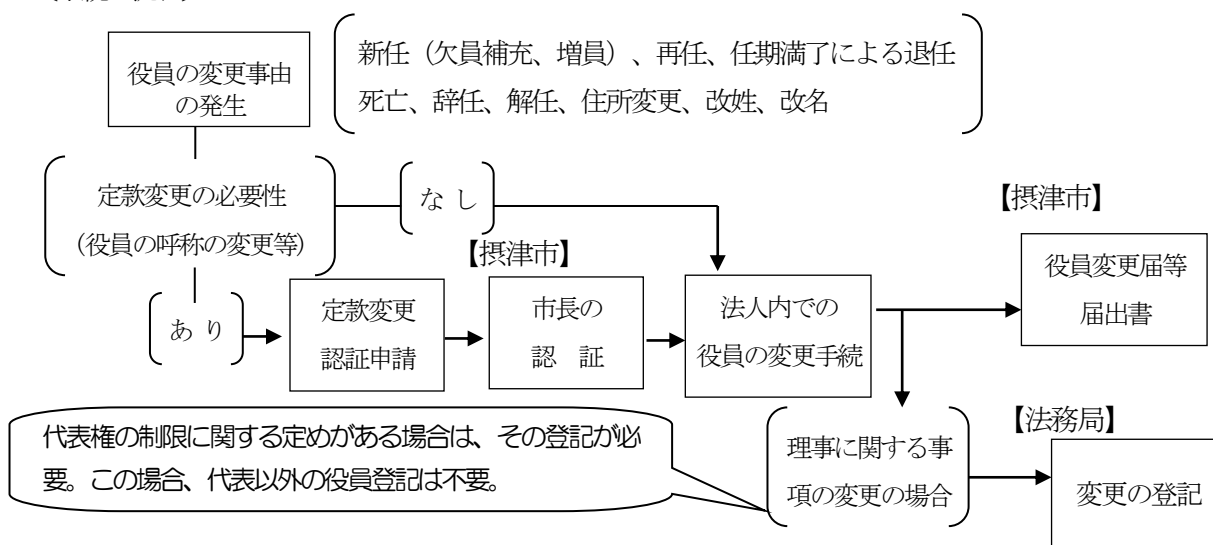 役員の変更事由
の発生
新任（欠員補充、増員）、再任、任期満了による退任
死亡、辞任、解任、住所変更、改姓、改名
定款変更の必要性
（役員の呼称の変更等）
な し
あ り
定款変更
認証申請
【摂津市】
市長の
認　証
法人内での
役員の変更手続
【摂津市】
役員変更届等
届出書
代表権の制限に関する定めがある場合は、その登記が必
要。この場合、代表以外の役員登記は不要。
理事に関する事
項の変更の場合
【法務局】
変更の登記